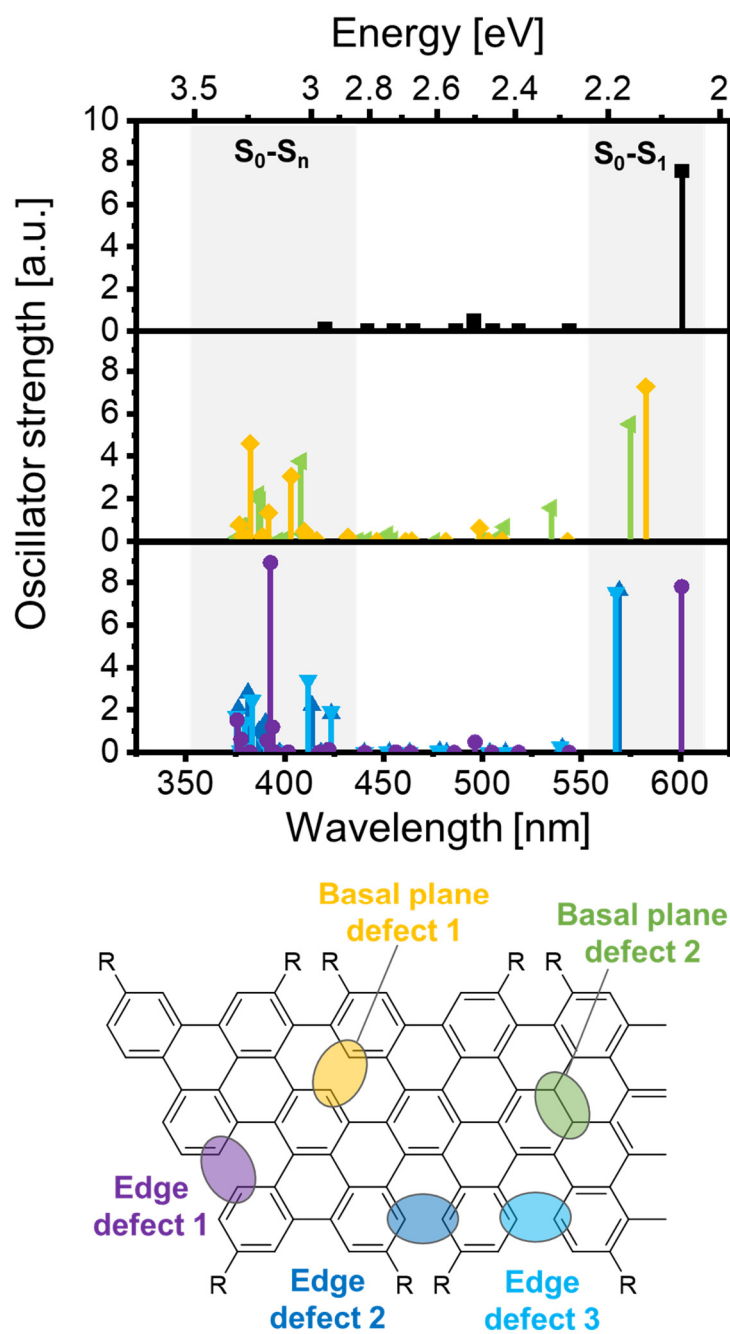 Energy [eV]
3.5 3 2.8 2.6 2.4 2.2 2
Oscillator strength [a.u.]
10
8
6
4
2
0
S0-Sn
S0-S1
8
6
4
2
0
8
6
4
2
0
350 400 450 500 550 600
Wavelength [nm]
Basal plane
defect 1
Basal plane
defect 2
R R R R R
Edge
defect 1
R R R R
Edge
defect 2
Edge
defect 3